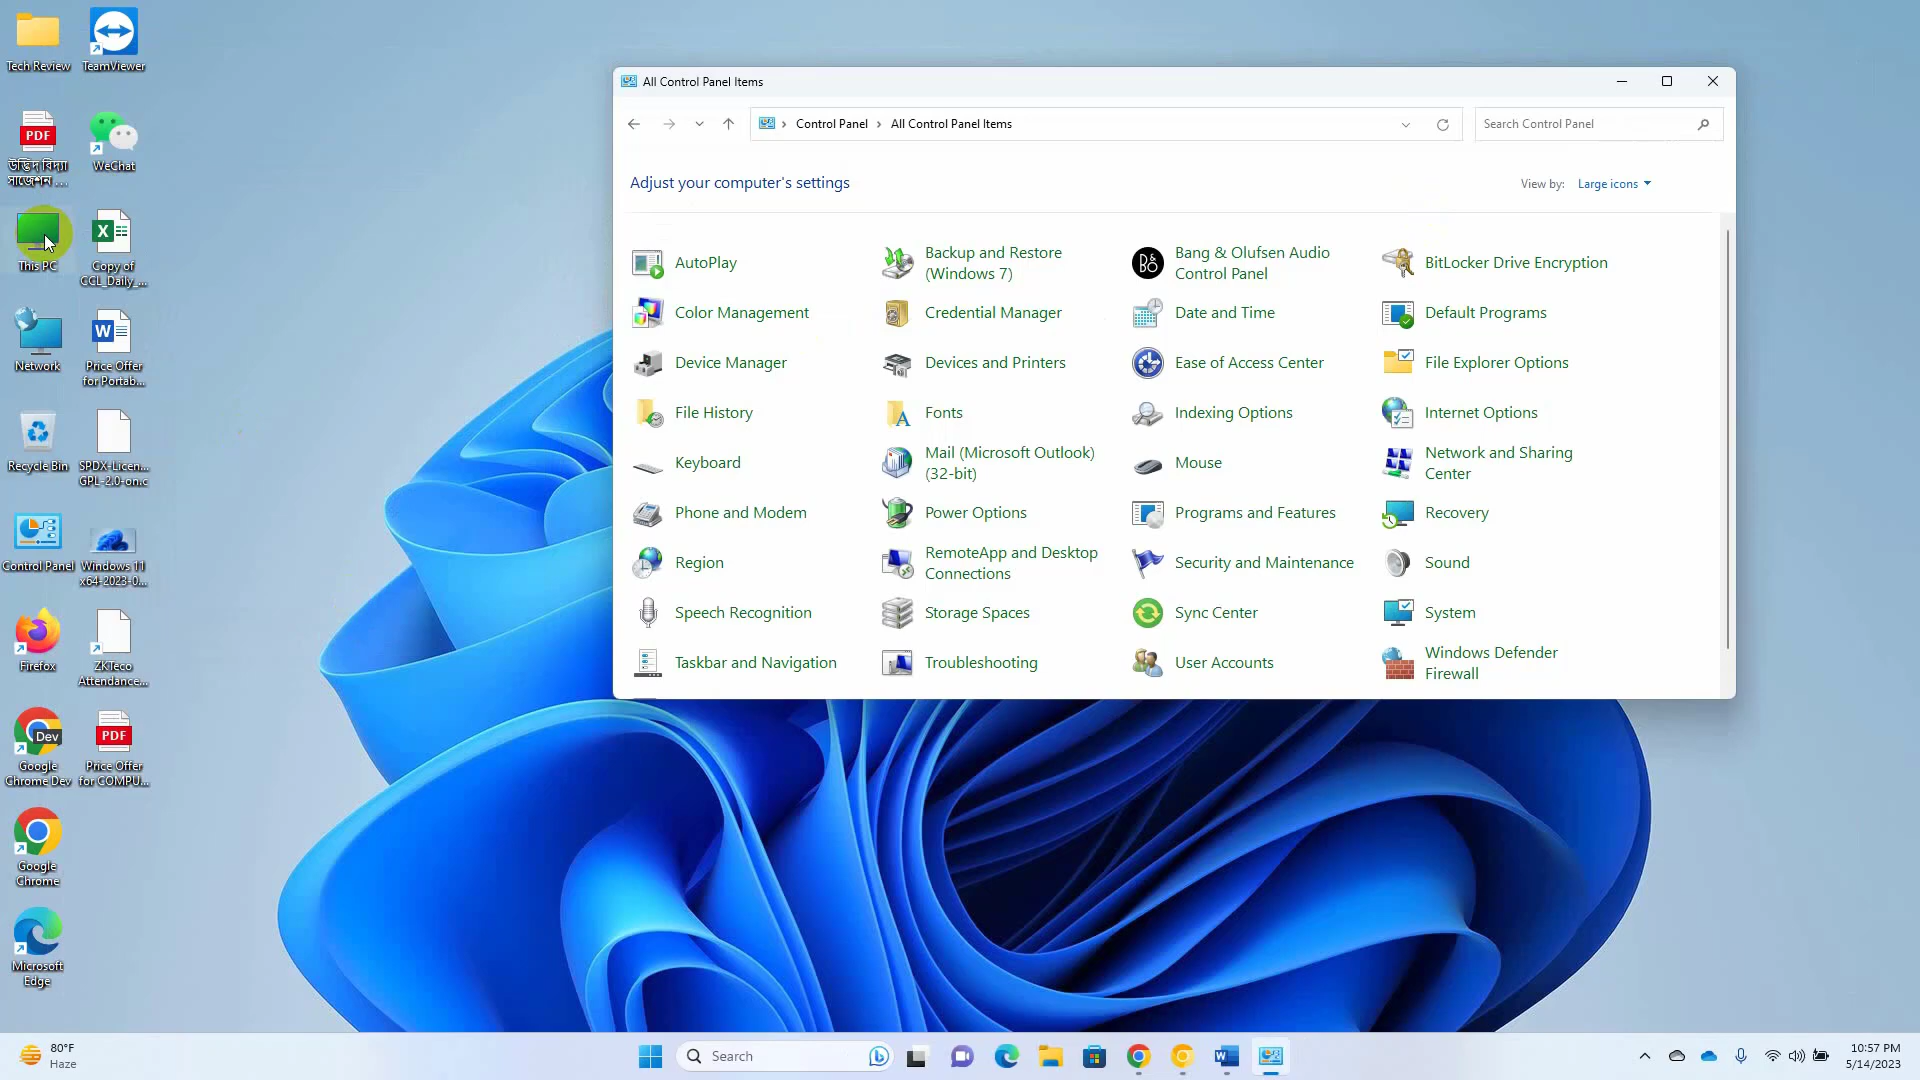 Tech Review
TeamViewer
PDF
উদ্ভিদ বিদ্যা
সাজেশন ...
WeChat
This PC
X
Copy of
CCL_Daily_...
Network
W
Price Offer
for Portab...
Recycle Bin
SPDX-Licen...
GPL-2.0-on.c
Control Panel
Windows 11
x64-2023-0...
Firefox
ZKTeco
Attendance...
Dev
Google
Chrome Dev
PDF
Price Offer
for COMPU...
Google
Chrome
Microsoft
Edge
All Control Panel Items
Control Panel
All Control Panel Items
Search Control Panel
Adjust your computer's settings
View by:
Large icons
AutoPlay
Backup and Restore
(Windows 7)
BO
Bang & Olufsen Audio
Control Panel
BitLocker Drive Encryption
Color Management
Credential Manager
Date and Time
Default Programs
Device Manager
Devices and Printers
Ease of Access Center
File Explorer Options
File History
A
Fonts
Indexing Options
Internet Options
Keyboard
Mail (Microsoft Outlook)
(32-bit)
Mouse
Network and Sharing
Center
Phone and Modem
Power Options
Programs and Features
Recovery
Region
RemoteApp and Desktop
Connections
Security and Maintenance
Sound
Speech Recognition
Storage Spaces
Sync Center
System
Taskbar and Navigation
Troubleshooting
User Accounts
Windows Defender
Firewall
80°F
Haze
Search
W
10:57 PM
5/14/2023